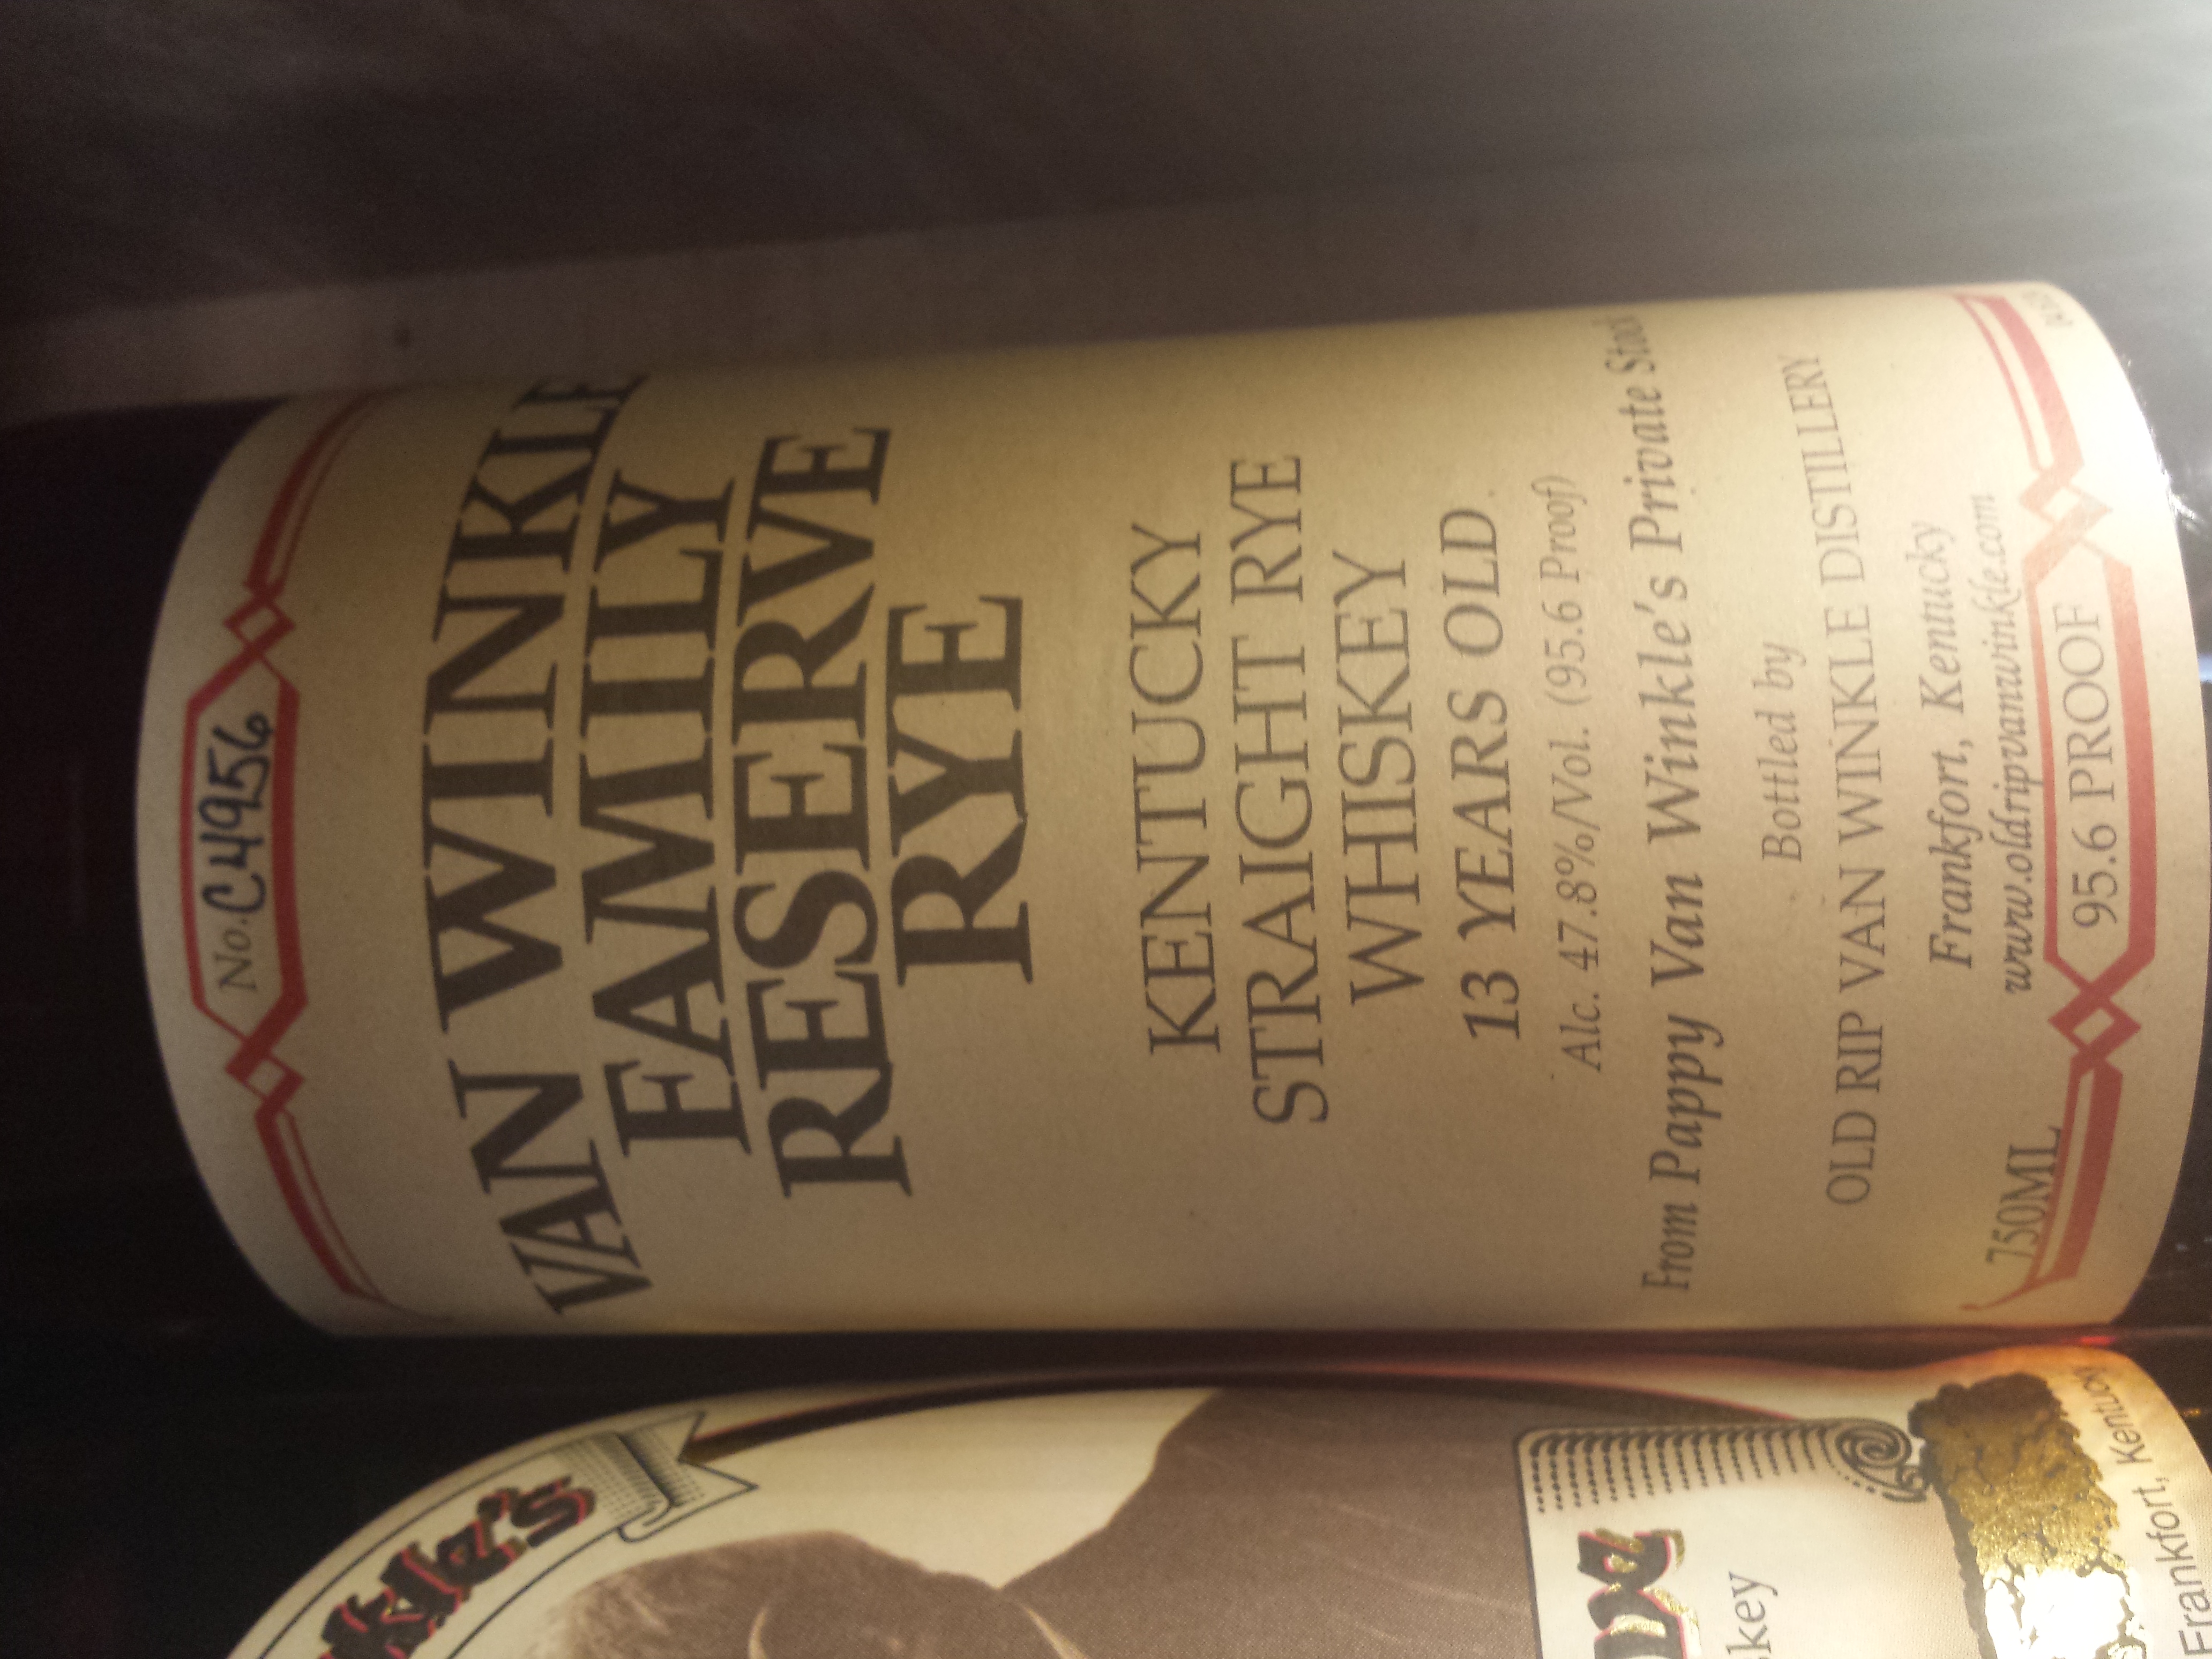 No. C4956
VAN WINKLE
FAMILY
RESERVE
RYE
KENTUCKY
STRAIGHT RYE
WHISKEY
13 YEARS OLD
Alc. 47.8%/Vol. (95.6 Proof)
From Pappy Van Winkle's Private Stock
Bottled by
OLD RIP VAN WINKLE DISTILLERY
Frankfort, Kentucky
www.oldripvanwinkle.com
750ML
95.6 PROOF
Frankfort, Kentucky